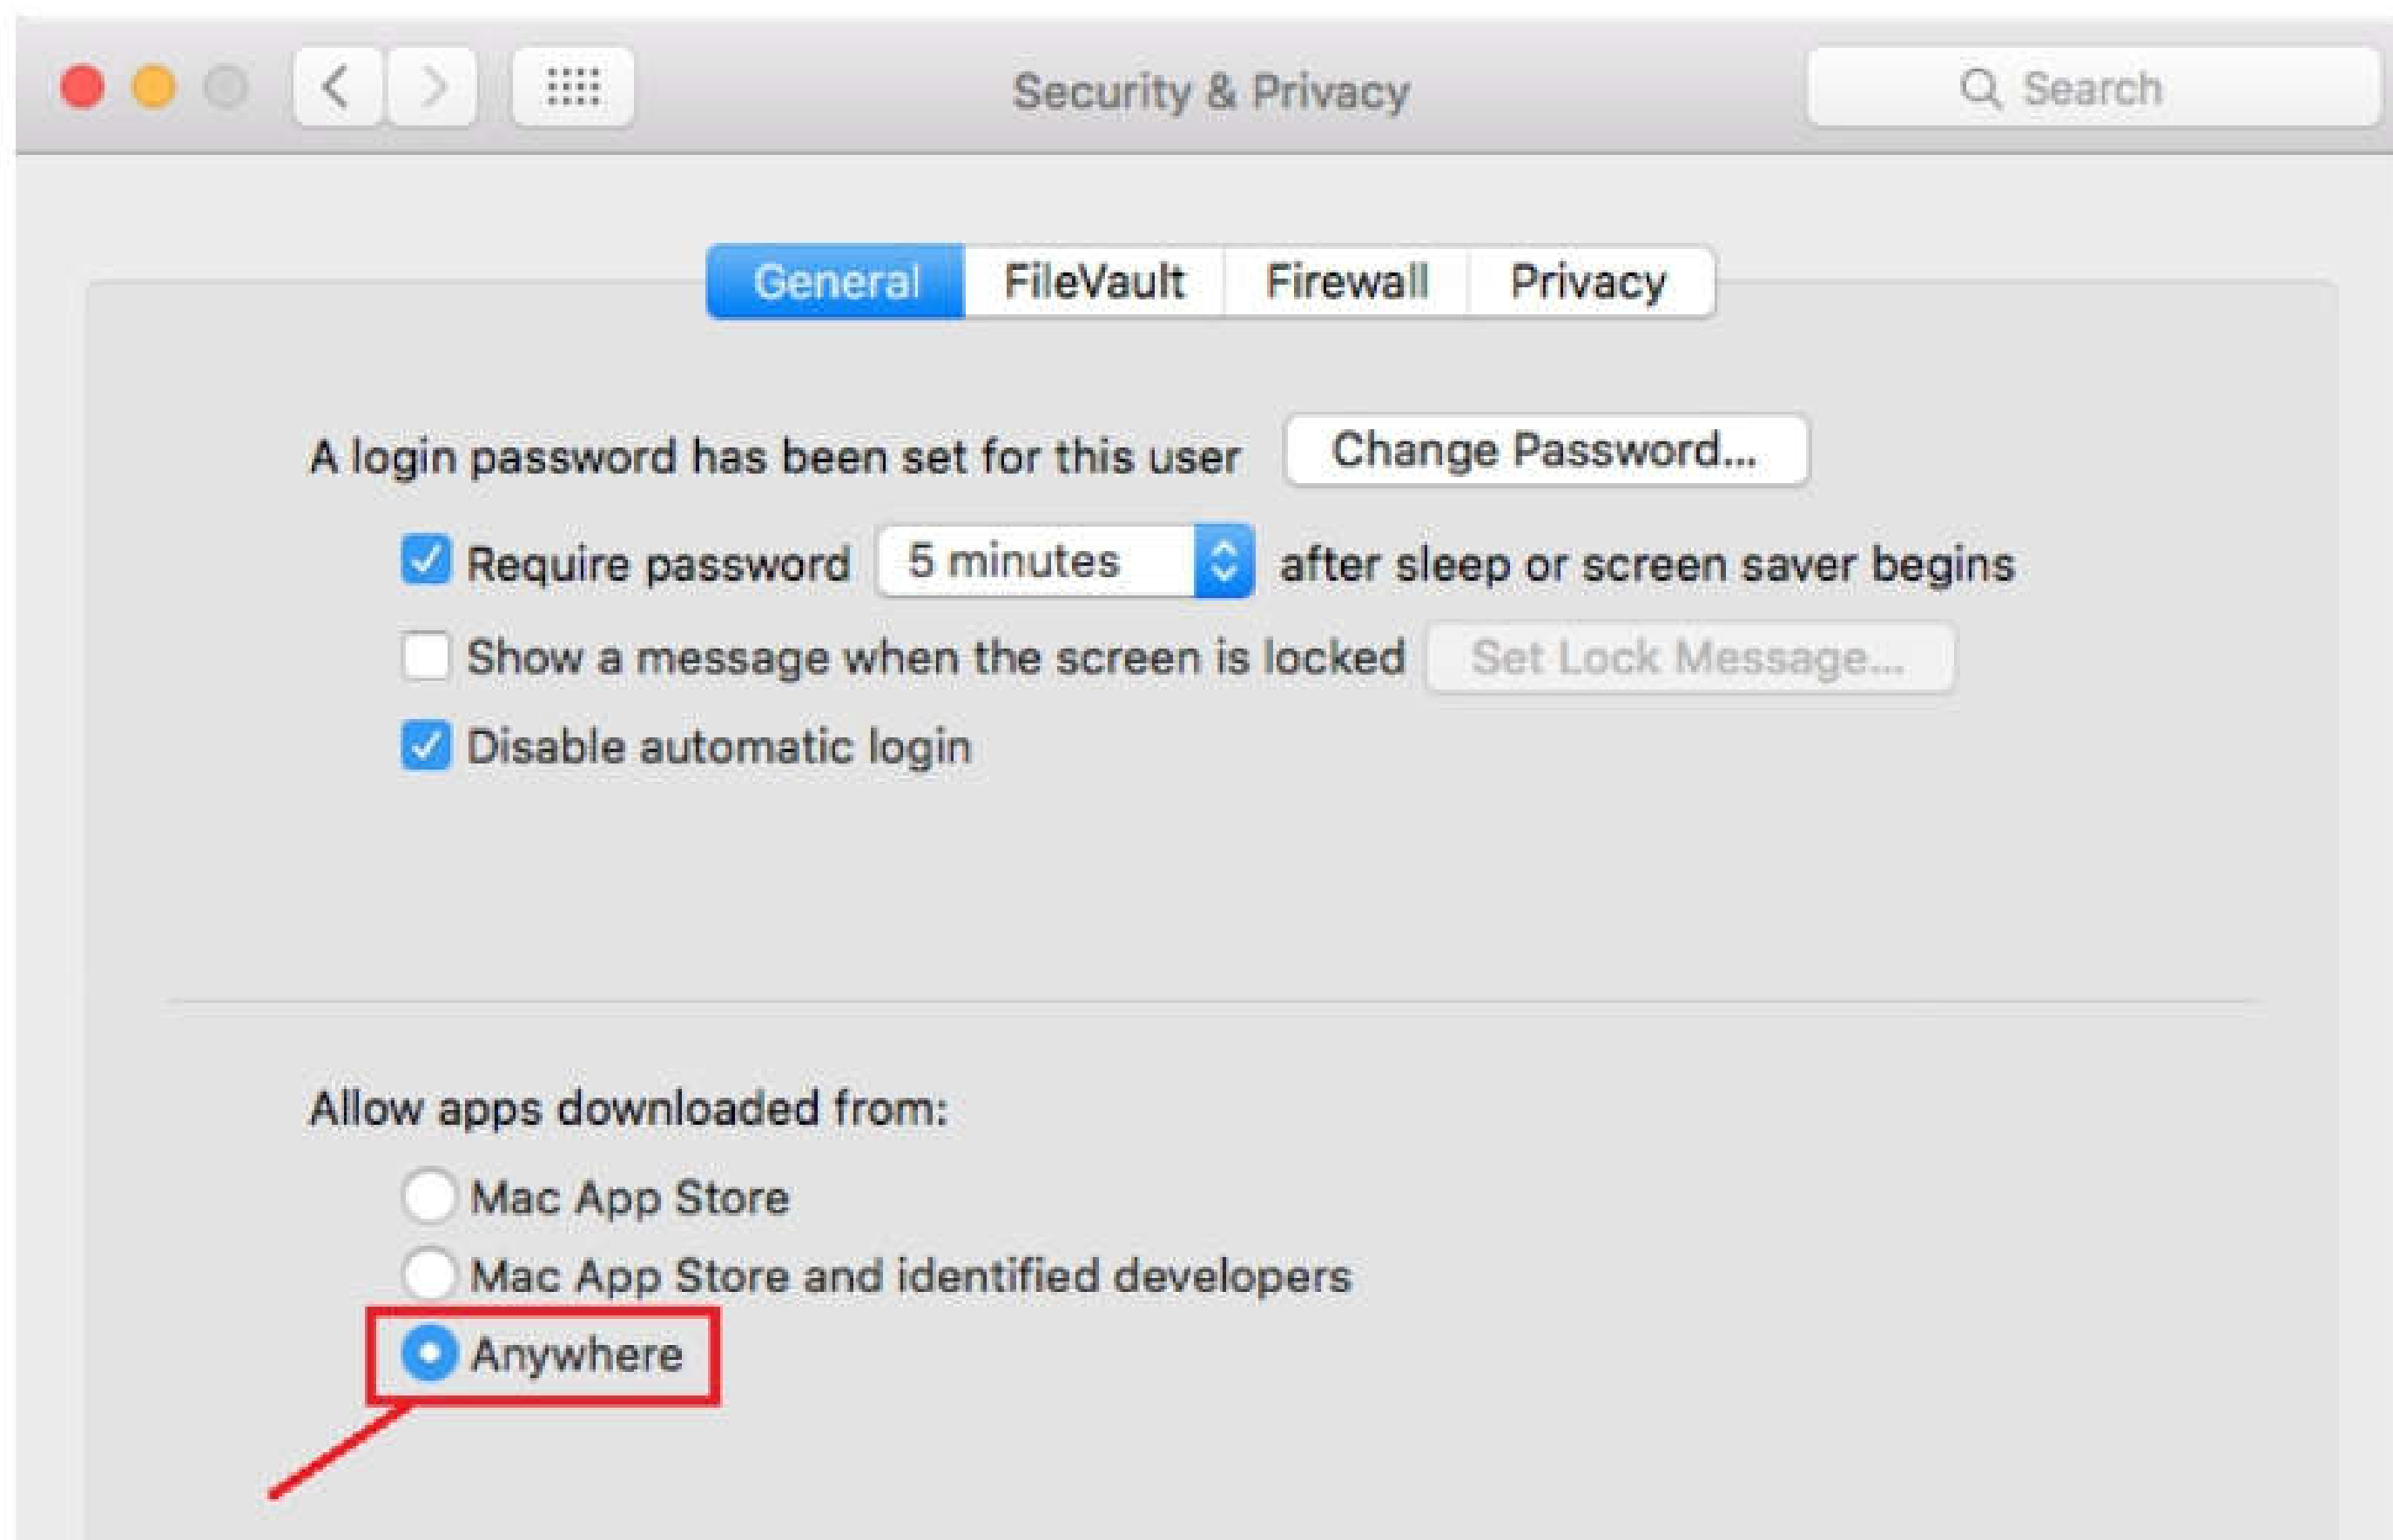 Security & Privacy
Search
General FileVault Firewall Privacy
A login password has been set for this user Change Password...
Require password 5 minutes after sleep or screen saver begins
Show a message when the screen is locked Set Lock Message...
Disable automatic login
Allow apps downloaded from:
Mac App Store
Mac App Store and identified developers
Anywhere